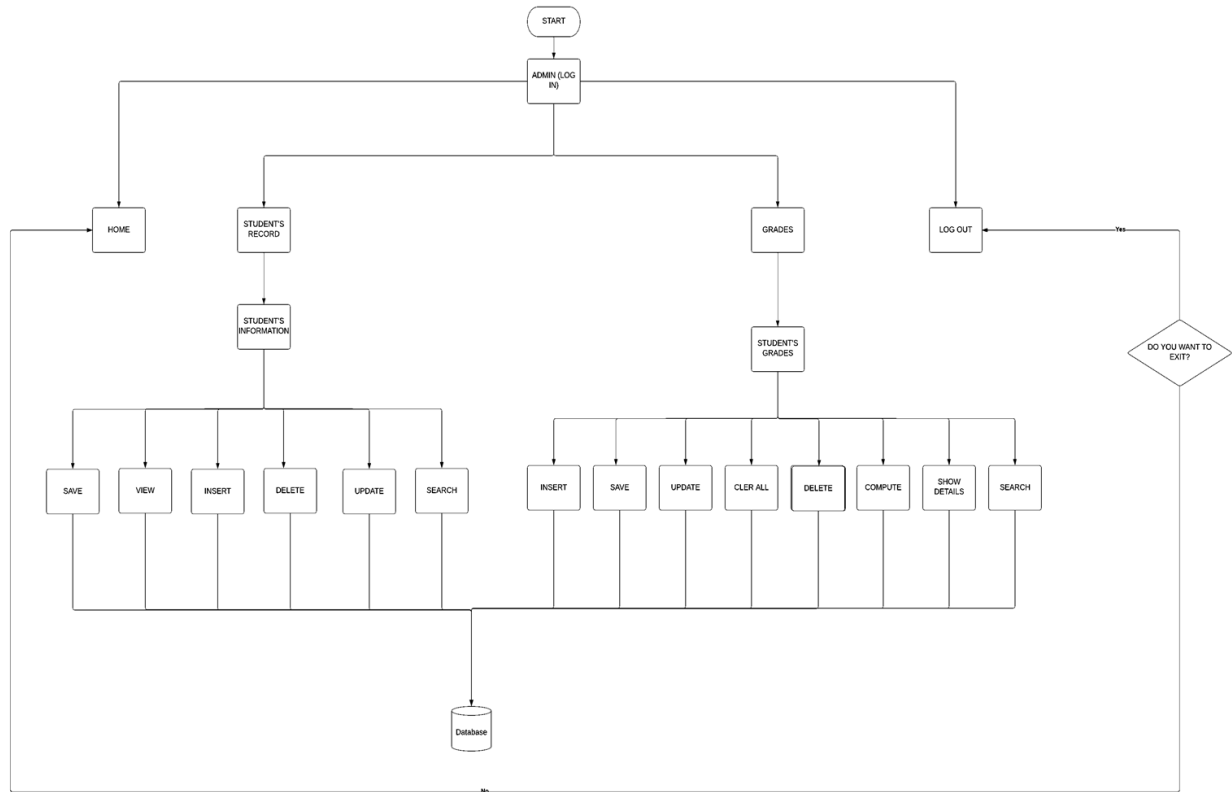 START
ADMIN (LOG
IN)
HOME
STUDENT'S
RECORD
GRADES
LOG OUT
Yes
STUDENT'S
INFORMATION
STUDENT'S
GRADES
DO YOU WANT TO
EXIT?
SAVE
VIEW
INSERT
DELETE
UPDATE
SEARCH
INSERT
SAVE
UPDATE
CLER ALL
DELETE
COMPUTE
SHOW
DETAILS
SEARCH
Database
No